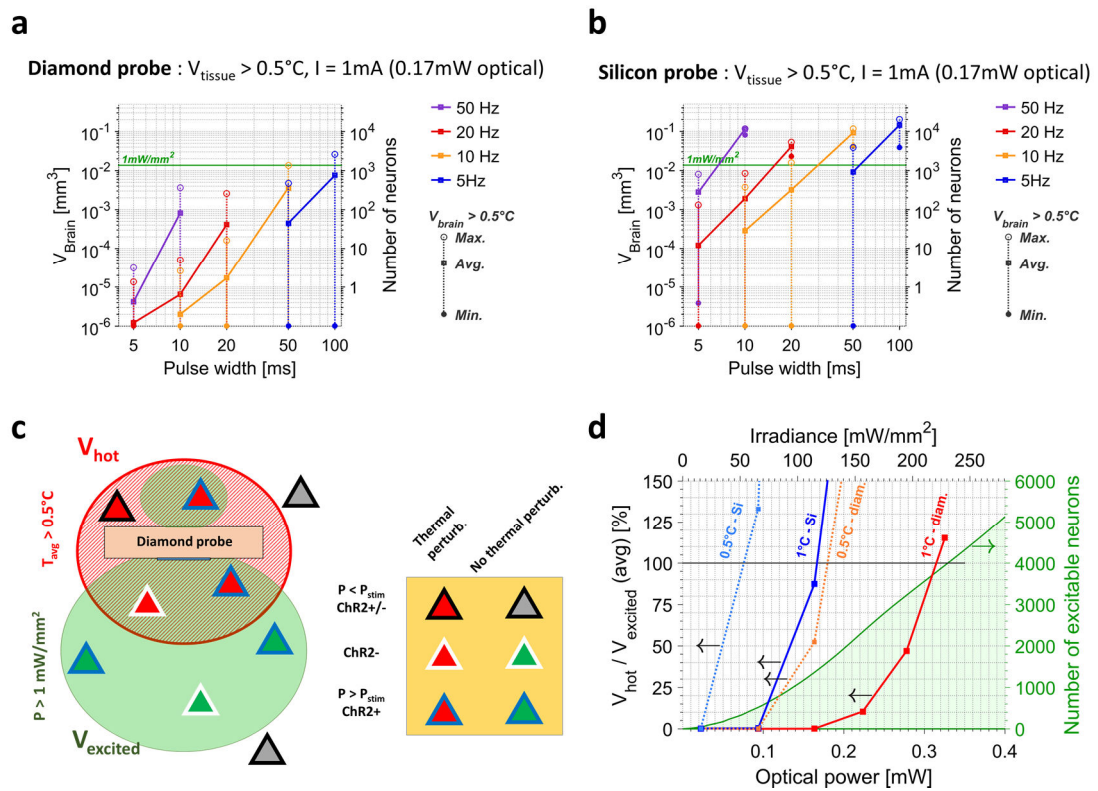 a
Diamond probe : V_tissue > 0.5°C, I = 1mA (0.17mW optical)
V_Brain [mm³]
10⁻¹
10⁻²
10⁻³
10⁻⁴
10⁻⁵
10⁻⁶
1mW/mm²
10⁴
10³
10²
10¹
1
Number of neurons
5 10 20 50 100
Pulse width [ms]
50 Hz
20 Hz
10 Hz
5Hz
V_brain > 0.5°C
Max.
Avg.
Min.
b
Silicon probe : V_tissue > 0.5°C, I = 1mA (0.17mW optical)
V_Brain [mm³]
10⁻¹
10⁻²
10⁻³
10⁻⁴
10⁻⁵
10⁻⁶
1mW/mm²
10⁴
10³
10²
10¹
1
Number of neurons
5 10 20 50 100
Pulse width [ms]
50 Hz
20 Hz
10 Hz
5Hz
V_brain > 0.5°C
Max.
Avg.
Min.
c
V_hot
T_avg > 0.5°C
Diamond probe
P > 1 mW/mm²
V_excited
Thermal
perturb.
No thermal perturb.
P < P_stim
ChR2+/-
ChR2-
P > P_stim
ChR2+
d
Irradiance [mW/mm²]
0 50 100 150 200 250
V_hot / V_excited (avg) [%]
150
125
100
75
50
25
0
0.5°C - Si
1°C - Si
0.5°C - diam.
1°C - diam.
6000
5000
4000
3000
2000
1000
0
Number of excitable neurons
0.1 0.2 0.3 0.4
Optical power [mW]